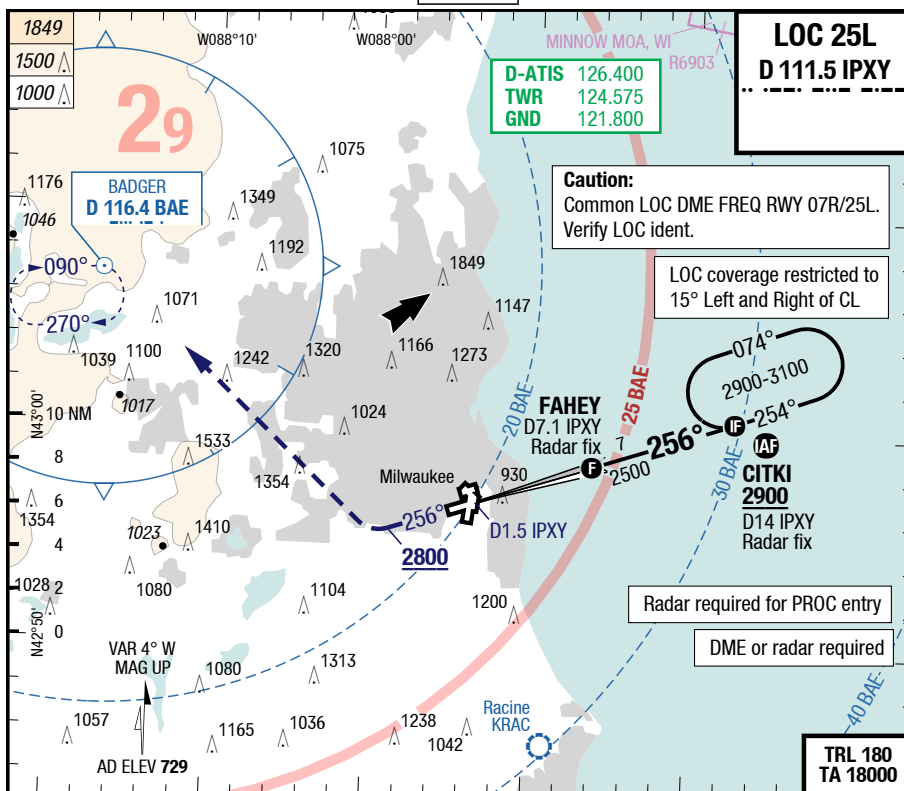 1849
1500
1000
W088°10'
W088°00'
MINNOW MOA, WI
R6903
LOC 25L
D 111.5 IPXY
D-ATIS 126.400
TWR 124.575
GND 121.800
29
BADGER
D 116.4 BAE
Caution:
Common LOC DME FREQ RWY 07R/25L.
Verify LOC ident.
LOC coverage restricted to
15° Left and Right of CL
1075
1176
1349
1046
1192
1849
090°
270°
1071
1147
1039
1100
1242
1320
1166
1273
074°
2900-3100
254°
1017
N43°00'
10 NM
8
6
4
2
0
N42°50'
1024
20 BAE
25 BAE
30 BAE
40 BAE
FAHEY
D7.1 IPXY
Radar fix
F
7
2500
256°
IF
IAF
CITKI
2900
D14 IPXY
Radar fix
1533
1354
Milwaukee
930
1354
256°
D1.5 IPXY
2800
1023
1410
1028
1080
1104
1200
Radar required for PROC entry
DME or radar required
VAR 4° W
MAG UP
1080
1313
1057
1165
1036
1238
1042
Racine
KRAC
AD ELEV 729
TRL 180
TA 18000